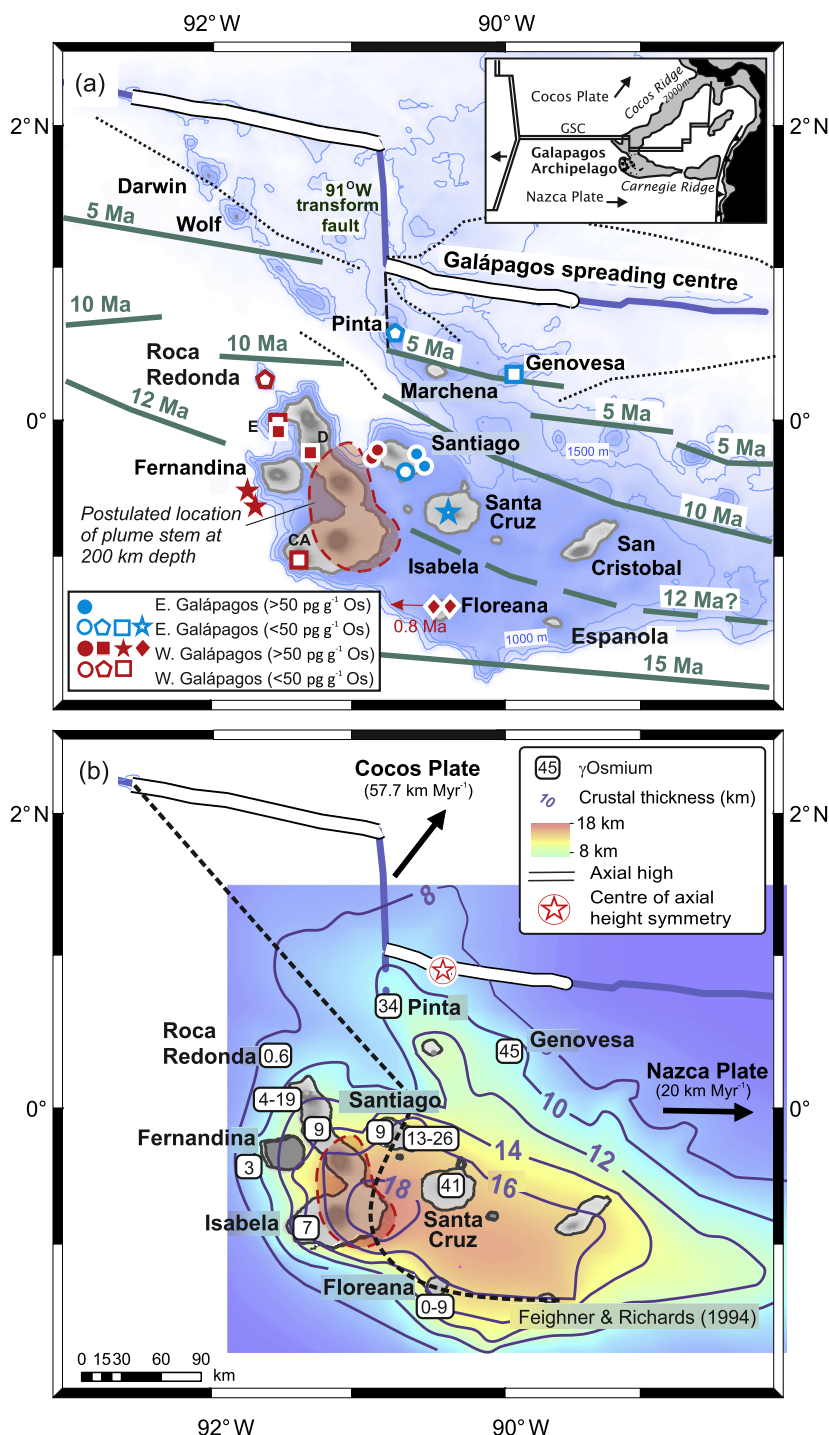 92° W
90° W
(a)
2° N
2° N
Cocos Plate
Cocos Ridge
2000m
GSC
Galapagos
Archipelago
Carnegie Ridge
Nazca Plate
Darwin
91°W
transform
fault
Wolf
5 Ma
Galápagos spreading centre
10 Ma
Pinta
5 Ma
Genovesa
Roca
Redonda
10 Ma
Marchena
12 Ma
5 Ma
0°
0°
E
D
Santiago
1500 m
5 Ma
Fernandina
Santa
Cruz
10 Ma
Postulated location
of plume stem at
200 km depth
CA
San
Cristobal
Isabela
12 Ma?
Floreana
0.8 Ma
1000 m
Espanola
15 Ma
E. Galápagos (>50 pg g⁻¹ Os)
E. Galápagos (<50 pg g⁻¹ Os)
W. Galápagos (>50 pg g⁻¹ Os)
W. Galápagos (<50 pg g⁻¹ Os)
(b)
Cocos Plate
(57.7 km Myr⁻¹)
45
γOsmium
10
Crustal thickness (km)
18 km
8 km
Axial high
Centre of axial
height symmetry
2° N
2° N
8
34
Pinta
Roca
Redonda
0.6
45
Genovesa
Nazca Plate
(20 km Myr⁻¹)
4-19
Santiago
10
0°
0°
Fernandina
9
9
13-26
14
12
3
18
41
16
Isabela
7
Santa
Cruz
Floreana
0-9
Feighner & Richards (1994)
0 15 30 60 90
km
92° W
90° W